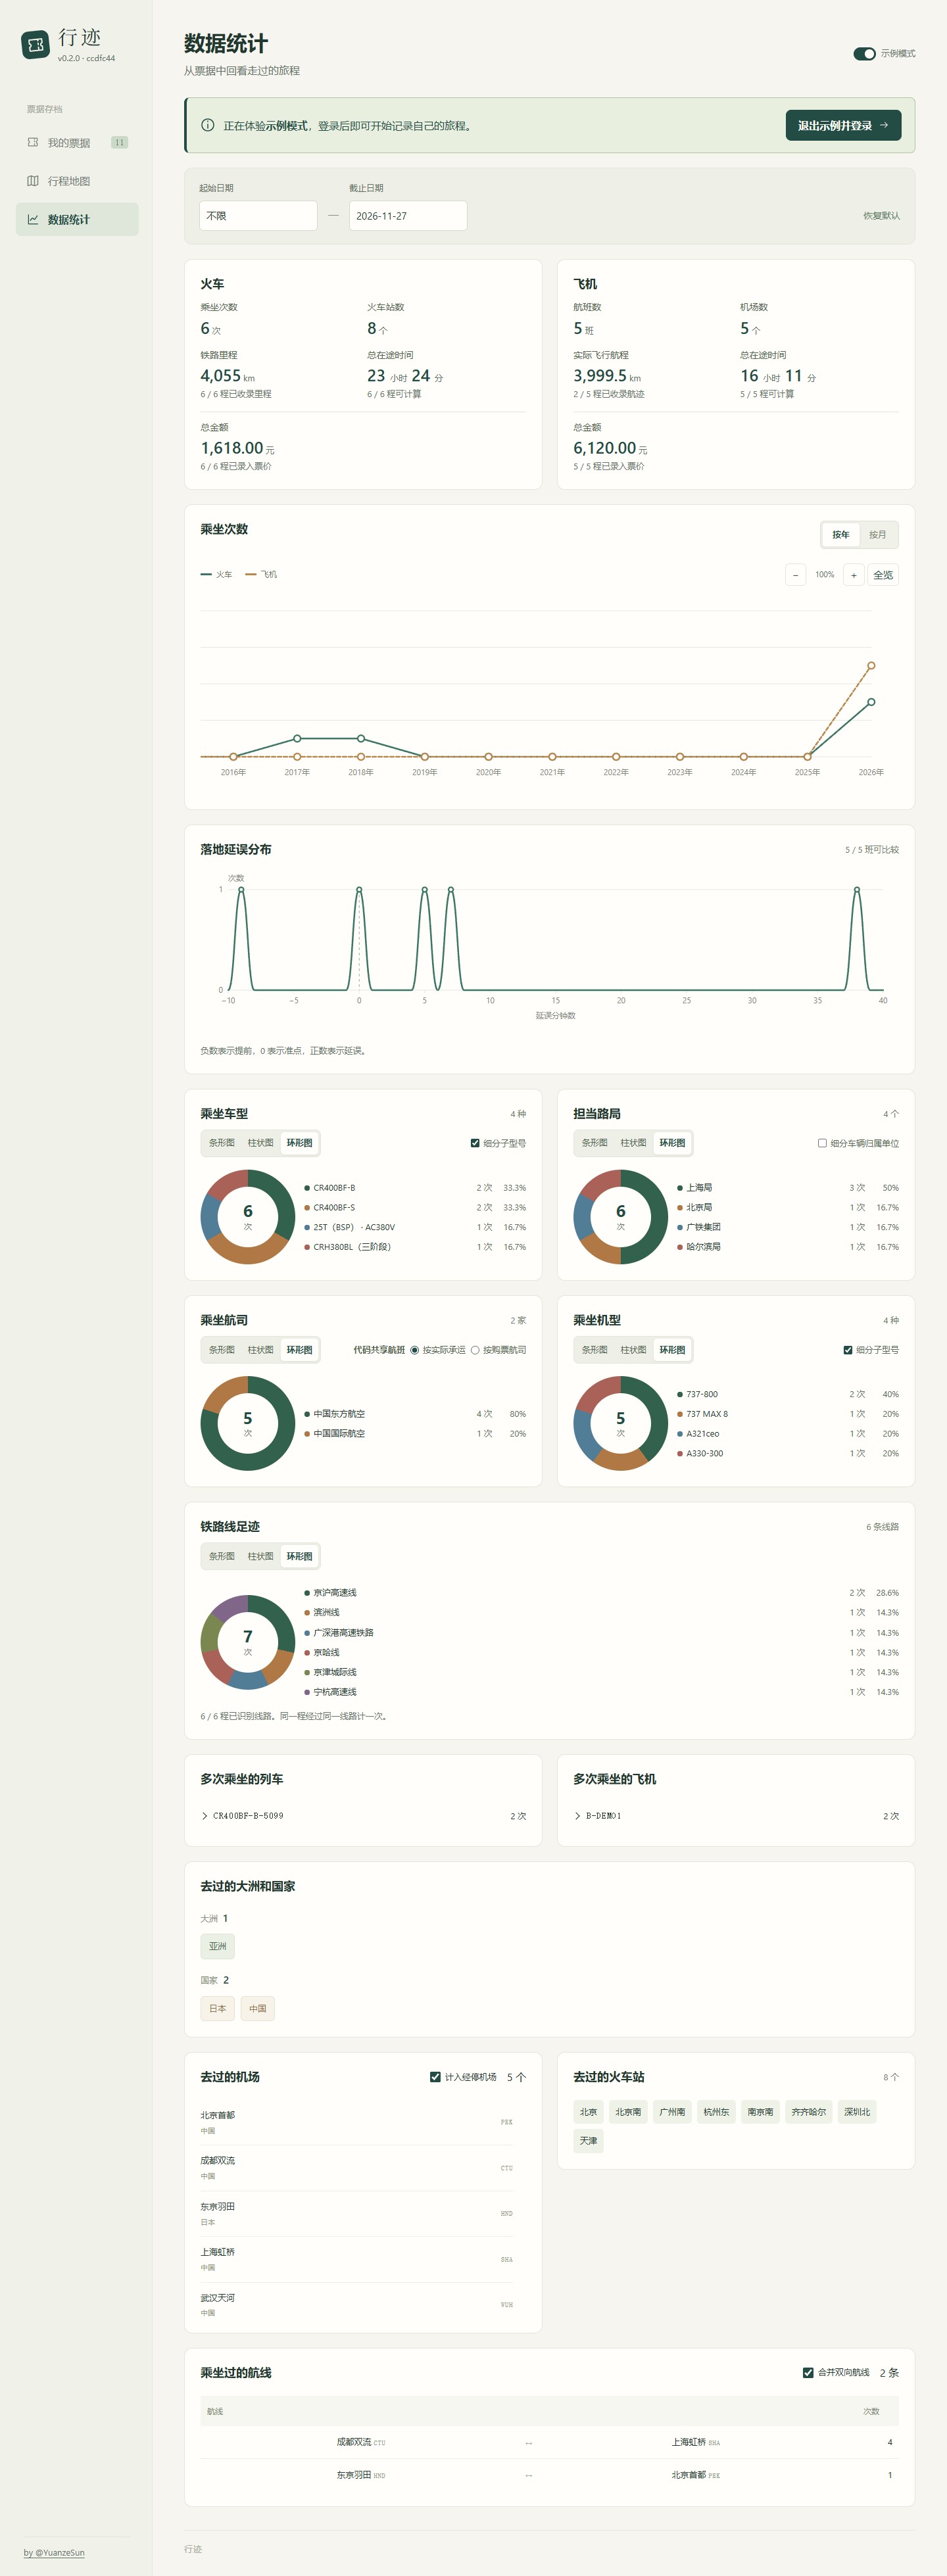 行迹
v0.2.0 · ccdfc44
票据存档
我的票据 11
行程地图
数据统计
数据统计
从票据中回看走过的旅程
示例模式
正在体验示例模式，登录后即可开始记录自己的旅程。
退出示例并登录 →
起始日期 截止日期
不限 — 2026-11-27
恢复默认
火车
乘坐次数 火车站数
6 次 8 个
铁路里程 总在途时间
4,055 km 23 小时 24 分
6 / 6 程已收录里程 6 / 6 程可计算
总金额
1,618.00 元
6 / 6 程已录入票价
飞机
航班数 机场数
5 班 5 个
实际飞行航程 总在途时间
3,999.5 km 16 小时 11 分
2 / 5 程已收录航迹 5 / 5 程可计算
总金额
6,120.00 元
5 / 5 程已录入票价
乘坐次数
按年 按月
火车 飞机
− 100% + 全览
2016年 2017年 2018年 2019年 2020年 2021年 2022年 2023年 2024年 2025年 2026年
落地延误分布
5 / 5 班可比较
次数
1
0
−10 −5 0 5 10 15 20 25 30 35 40
延误分钟数
负数表示提前，0 表示准点，正数表示延误。
乘坐车型 4 种
条形图 柱状图 环形图 细分子型号
6
次
CR400BF-B 2 次 33.3%
CR400BF-S 2 次 33.3%
25T（BSP） · AC380V 1 次 16.7%
CRH380BL（三阶段） 1 次 16.7%
担当路局 4 个
条形图 柱状图 环形图 细分车辆归属单位
6
次
上海局 3 次 50%
北京局 1 次 16.7%
广铁集团 1 次 16.7%
哈尔滨局 1 次 16.7%
乘坐航司 2 家
条形图 柱状图 环形图 代码共享航班 按实际承运 按购票航司
5
次
中国东方航空 4 次 80%
中国国际航空 1 次 20%
乘坐机型 4 种
条形图 柱状图 环形图 细分子型号
5
次
737-800 2 次 40%
737 MAX 8 1 次 20%
A321ceo 1 次 20%
A330-300 1 次 20%
铁路线足迹 6 条线路
条形图 柱状图 环形图
7
次
京沪高速线 2 次 28.6%
滨洲线 1 次 14.3%
广深港高速铁路 1 次 14.3%
京哈线 1 次 14.3%
京津城际线 1 次 14.3%
宁杭高速线 1 次 14.3%
6 / 6 程已识别线路。同一程经过同一线路计一次。
多次乘坐的列车
CR400BF-B-5099 2 次
多次乘坐的飞机
B-DEMO1 2 次
去过的大洲和国家
大洲 1
亚洲
国家 2
日本 中国
去过的机场 计入经停机场 5 个
北京首都 PEK
中国
成都双流 CTU
中国
东京羽田 HND
日本
上海虹桥 SHA
中国
武汉天河 WUH
中国
去过的火车站 8 个
北京 北京南 广州南 杭州东 南京南 齐齐哈尔 深圳北
天津
乘坐过的航线 合并双向航线 2 条
航线 次数
成都双流 CTU ↔ 上海虹桥 SHA 4
东京羽田 HND ↔ 北京首都 PEK 1
by @YuanzeSun
行迹